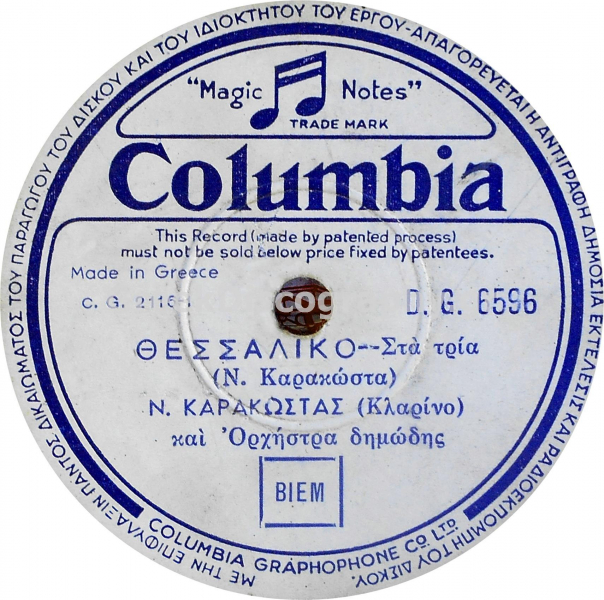 ΜΕ ΤΗΝ ΕΠΙΦΥΛΑΞΙΝ ΠΑΝΤΟΣ ΔΙΚΑΙΩΜΑΤΟΣ ΤΟΥ ΠΑΡΑΓΩΓΟΥ ΤΟΥ ΔΙΣΚΟΥ ΚΑΙ ΤΟΥ ΙΔΙΟΚΤΗΤΟΥ ΤΟΥ ΕΡΓΟΥ-ΑΠΑΓΟΡΕΥΕΤΑΙ Η ΑΝΤΙΓΡΑΦΗ ΔΗΜΟΣΙΑ ΕΚΤΕΛΕΣΙΣ ΚΑΙ ΡΑΔΙΟΕΚΠΟΜΠΗ ΤΟΥ ΔΙΣΚΟΥ.
"Magic Notes"
TRADE MARK
Columbia
This Record (made by patented process)
must not be sold below price fixed by patentees.
Made in Greece
C. G. D. G. 6596
cog
ΘΕΣΣΑΛΙΚΟ--Στὰ τρία
(Ν. Καρακώστα)
Ν. ΚΑΡΑΚΩΣΤΑΣ (Κλαρίνο)
καὶ Ὀρχήστρα δημώδης
BIEM
COLUMBIA GRAPHOPHONE CO. LTD.